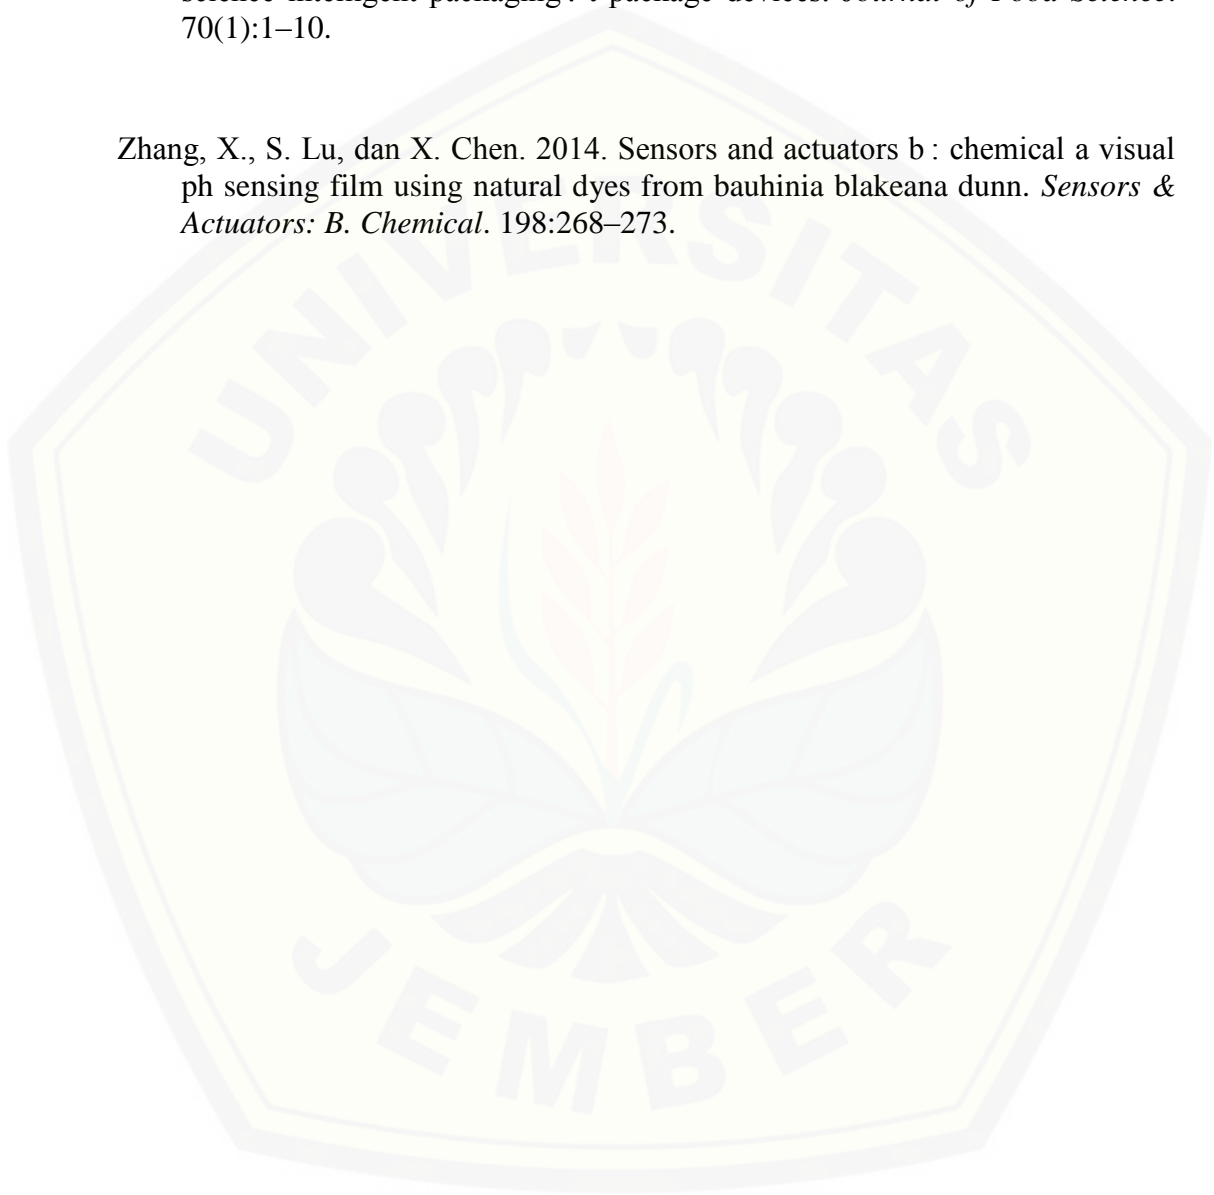 70(1):1–10.
Zhang, X., S. Lu, dan X. Chen. 2014. Sensors and actuators b : chemical a visual
ph sensing film using natural dyes from bauhinia blakeana dunn. Sensors &
Actuators: B. Chemical. 198:268–273.
UNIVERSITAS
JEMBER